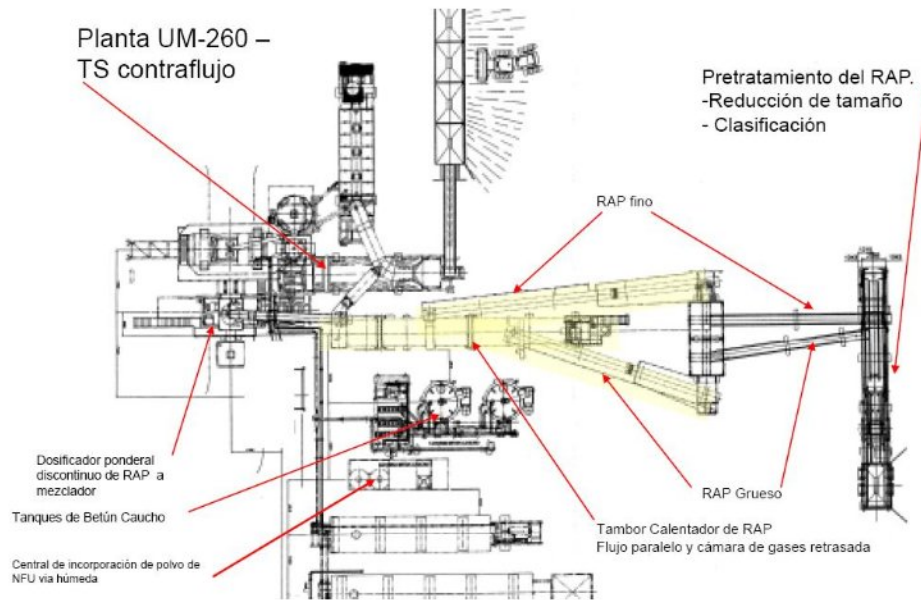 Planta UM-260 –
TS contraflujo
Pretratamiento del RAP.
-Reducción de tamaño
- Clasificación
RAP fino
Dosificador ponderal
discontinuo de RAP a
mezclador
RAP Grueso
Tanques de Betún Caucho
Tambor Calentador de RAP
Flujo paralelo y cámara de gases retrasada
Central de incorporación de polvo de
NFU via húmeda